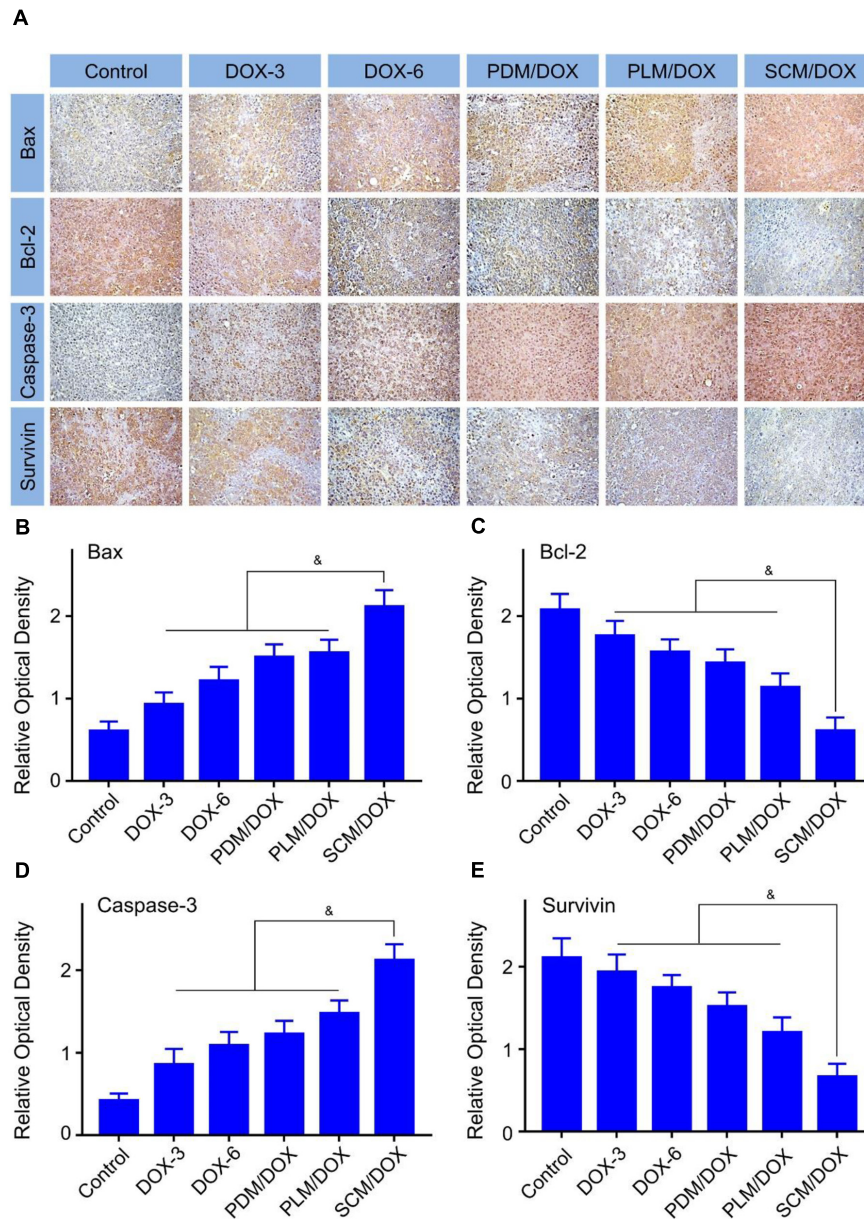 A
Control DOX-3 DOX-6 PDM/DOX PLM/DOX SCM/DOX
Bax
Bcl-2
Caspase-3
Survivin
B
Bax
&
Relative Optical Density
2
1
0
Control DOX-3 DOX-6 PDM/DOX PLM/DOX SCM/DOX
C
Bcl-2
&
Relative Optical Density
2
1
0
Control DOX-3 DOX-6 PDM/DOX PLM/DOX SCM/DOX
D
Caspase-3
&
Relative Optical Density
2
1
0
Control DOX-3 DOX-6 PDM/DOX PLM/DOX SCM/DOX
E
Survivin
&
Relative Optical Density
2
1
0
Control DOX-3 DOX-6 PDM/DOX PLM/DOX SCM/DOX